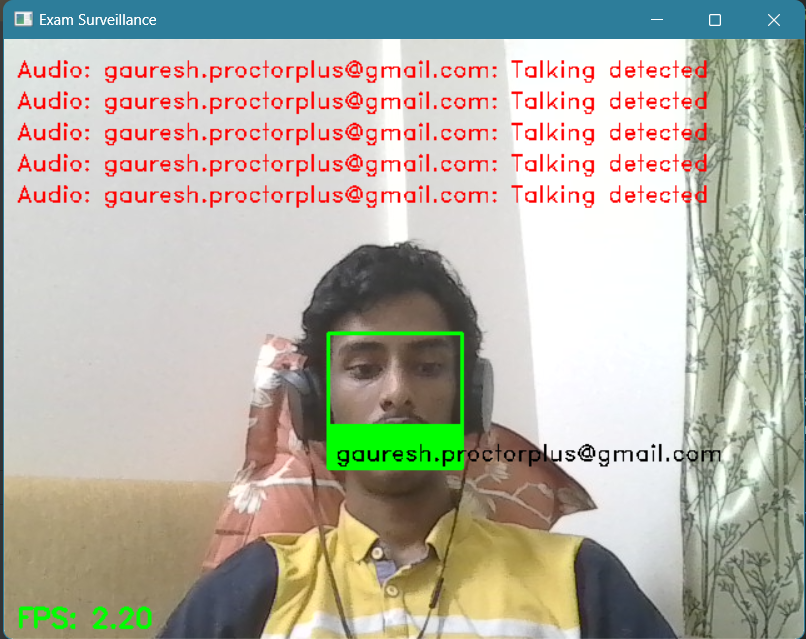 Exam Surveillance
Audio: gauresh.proctorplus@gmail.com: Talking detected
Audio: gauresh.proctorplus@gmail.com: Talking detected
Audio: gauresh.proctorplus@gmail.com: Talking detected
Audio: gauresh.proctorplus@gmail.com: Talking detected
Audio: gauresh.proctorplus@gmail.com: Talking detected
gauresh.proctorplus@gmail.com
FPS: 2.20